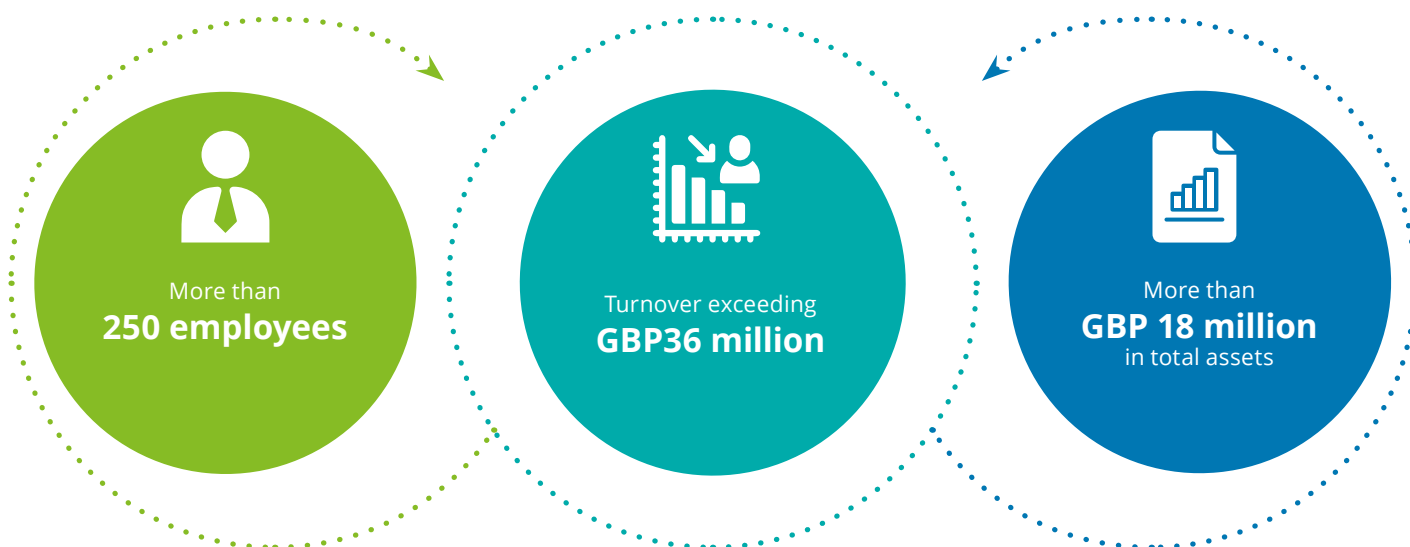 More than
250 employees
Turnover exceeding
GBP36 million
More than
GBP 18 million
in total assets